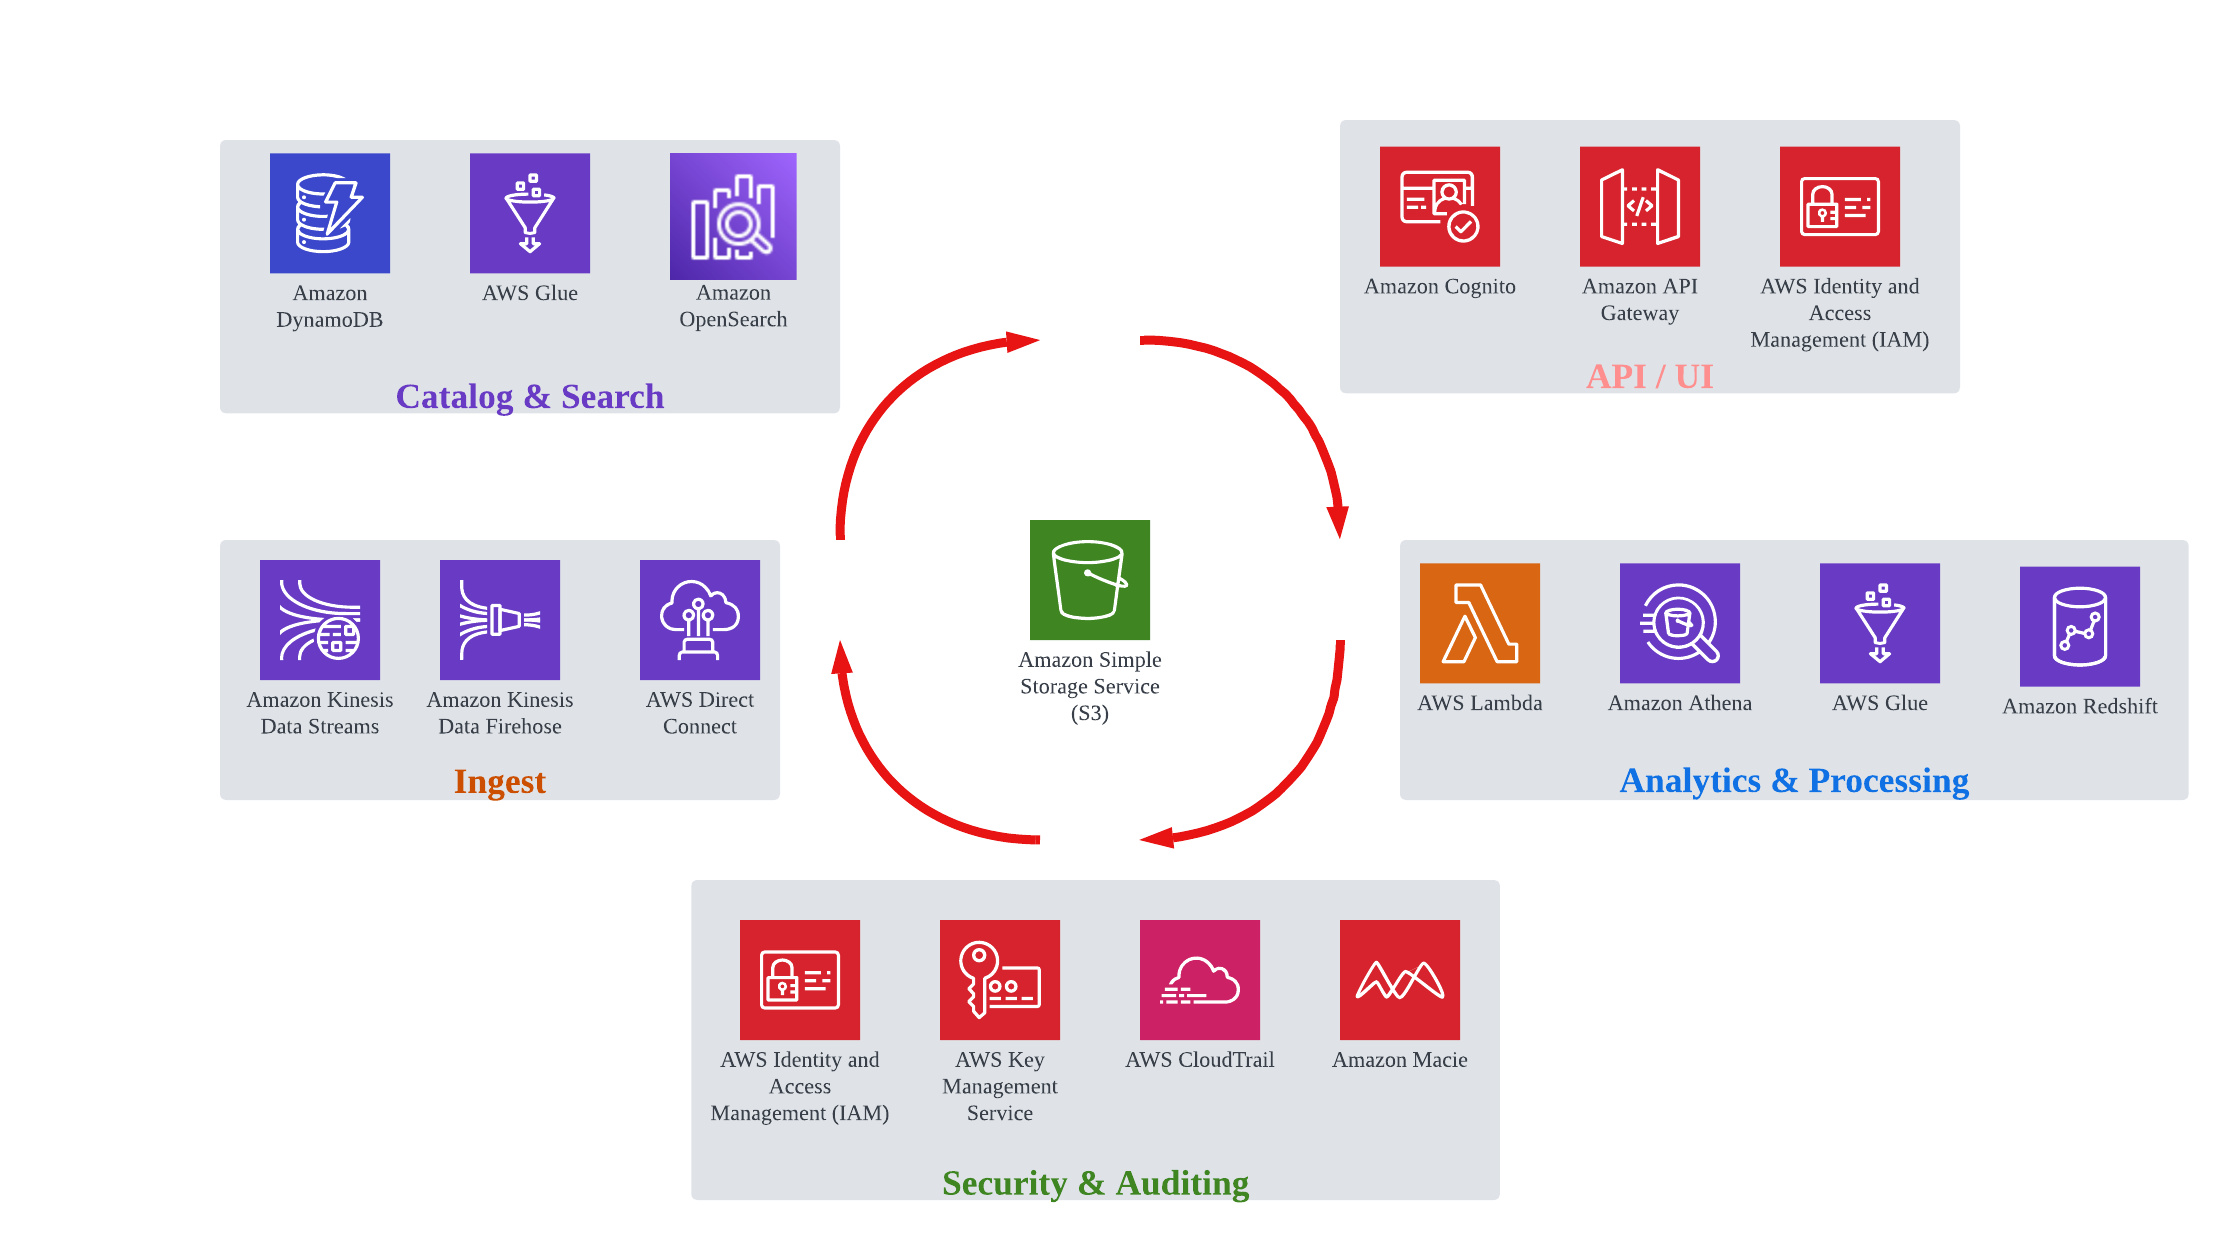 Amazon
DynamoDB
AWS Glue
Amazon
OpenSearch
Catalog & Search
Amazon Cognito
Amazon API
Gateway
AWS Identity and
Access
Management (IAM)
API / UI
Amazon Kinesis
Data Streams
Amazon Kinesis
Data Firehose
AWS Direct
Connect
Ingest
Amazon Simple
Storage Service
(S3)
AWS Lambda
Amazon Athena
AWS Glue
Amazon Redshift
Analytics & Processing
AWS Identity and
Access
Management (IAM)
AWS Key
Management
Service
AWS CloudTrail
Amazon Macie
Security & Auditing